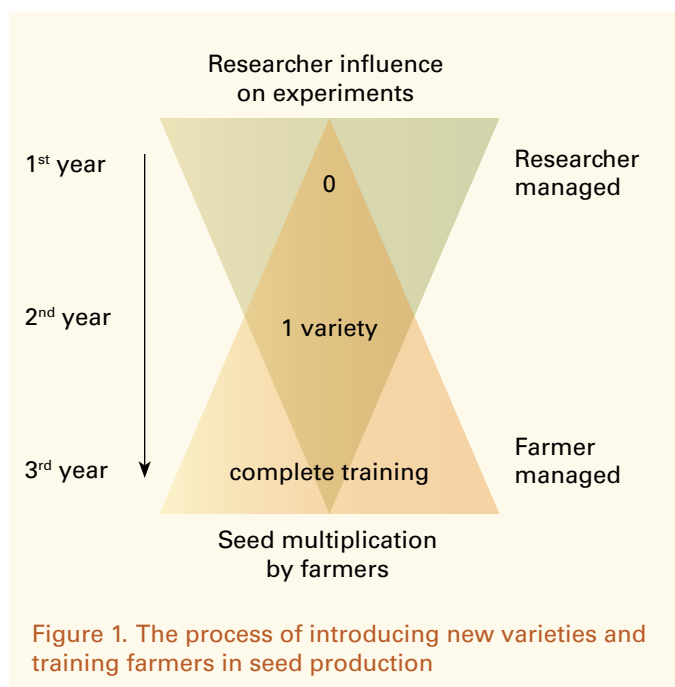 Researcher influence
on experiments
1st year
Researcher
managed
0
2nd year
1 variety
3rd year
complete training
Farmer
managed
Seed multiplication
by farmers
Figure 1. The process of introducing new varieties and
training farmers in seed production